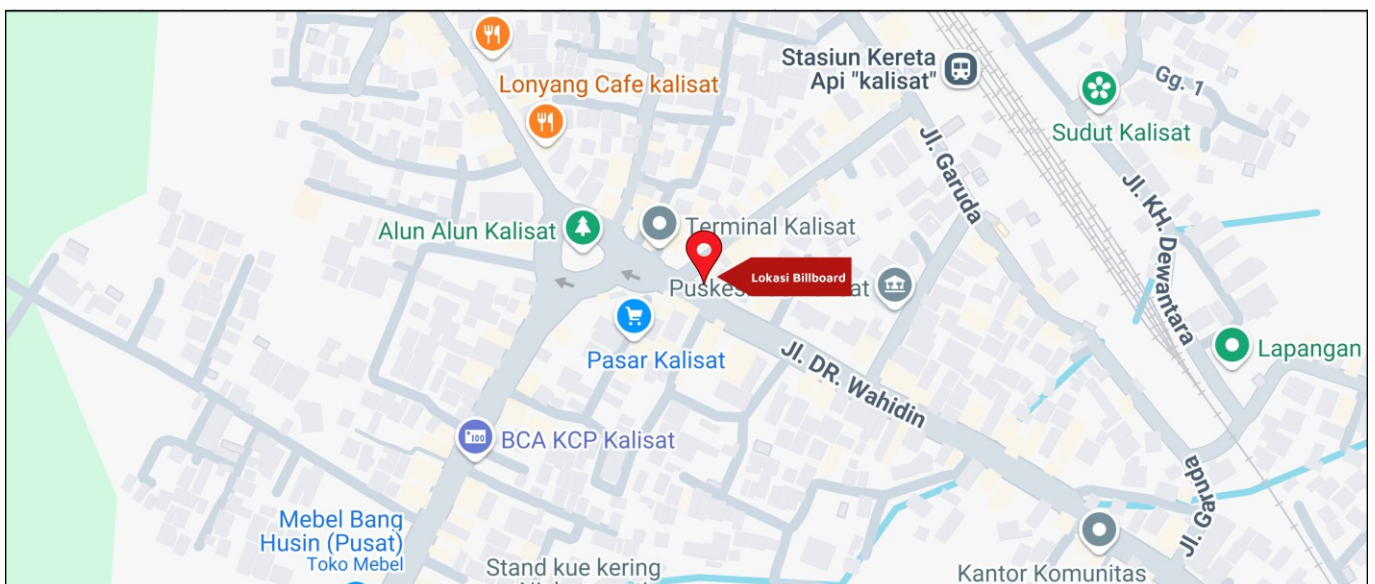 Stasiun Kereta
Api "kalisat"
Gg. 1
Lonyang Cafe kalisat
Sudut Kalisat
Jl. Garuda
Jl. KH. Dewantara
Alun Alun Kalisat
Terminal Kalisat
Lokasi Billboard
Pasar Kalisat
Jl. DR. Wahidin
Lapangan
BCA KCP Kalisat
Jl. Garuda
Mebel Bang
Husin (Pusat)
Toko Mebel
Stand kue kering
Kantor Komunitas